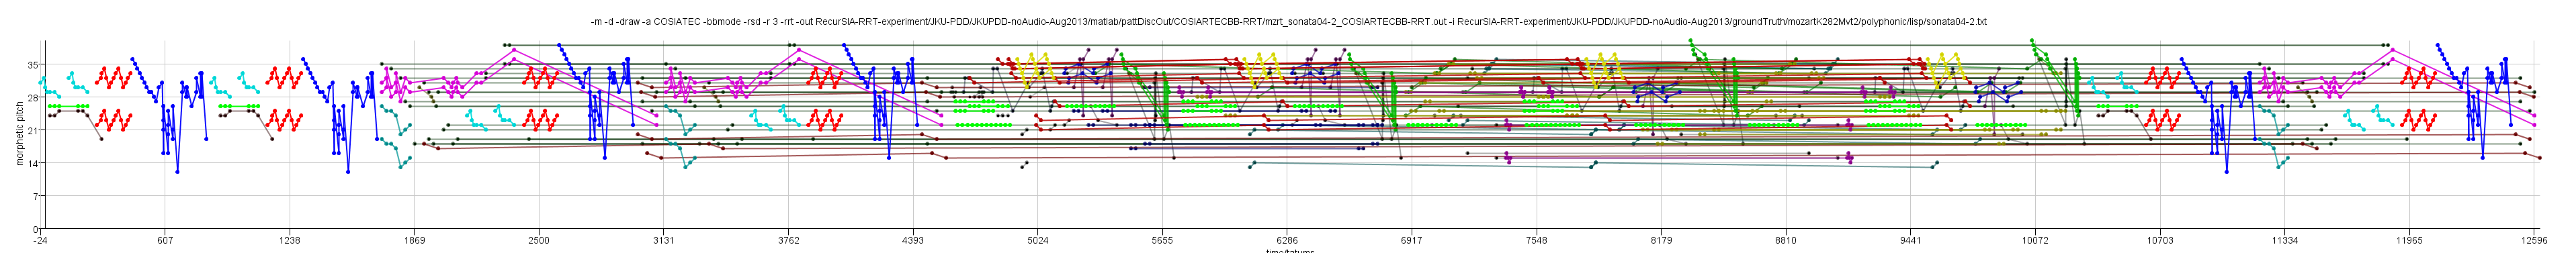 -m -d -draw -a COSIATEC -bbmode -rsd -r 3 -rrt -out RecurSIA-RRT-experiment/JKU-PDD/JKUPDD-noAudio-Aug2013/matlab/pattDiscOut/COSIARTECBB-RRT/mzrt_sonata04-2_COSIARTECBB-RRT.out -i RecurSIA-RRT-experiment/JKU-PDD/JKUPDD-noAudio-Aug2013/groundTruth/mozartK282Mvt2/polyphonic/lisp/sonata04-2.txt
morphetic pitch
35
28
21
14
7
0
-24 607 1238 1869 2500 3131 3762 4393 5024 5655 6286 6917 7548 8179 8810 9441 10072 10703 11334 11965 12596
time/tatums